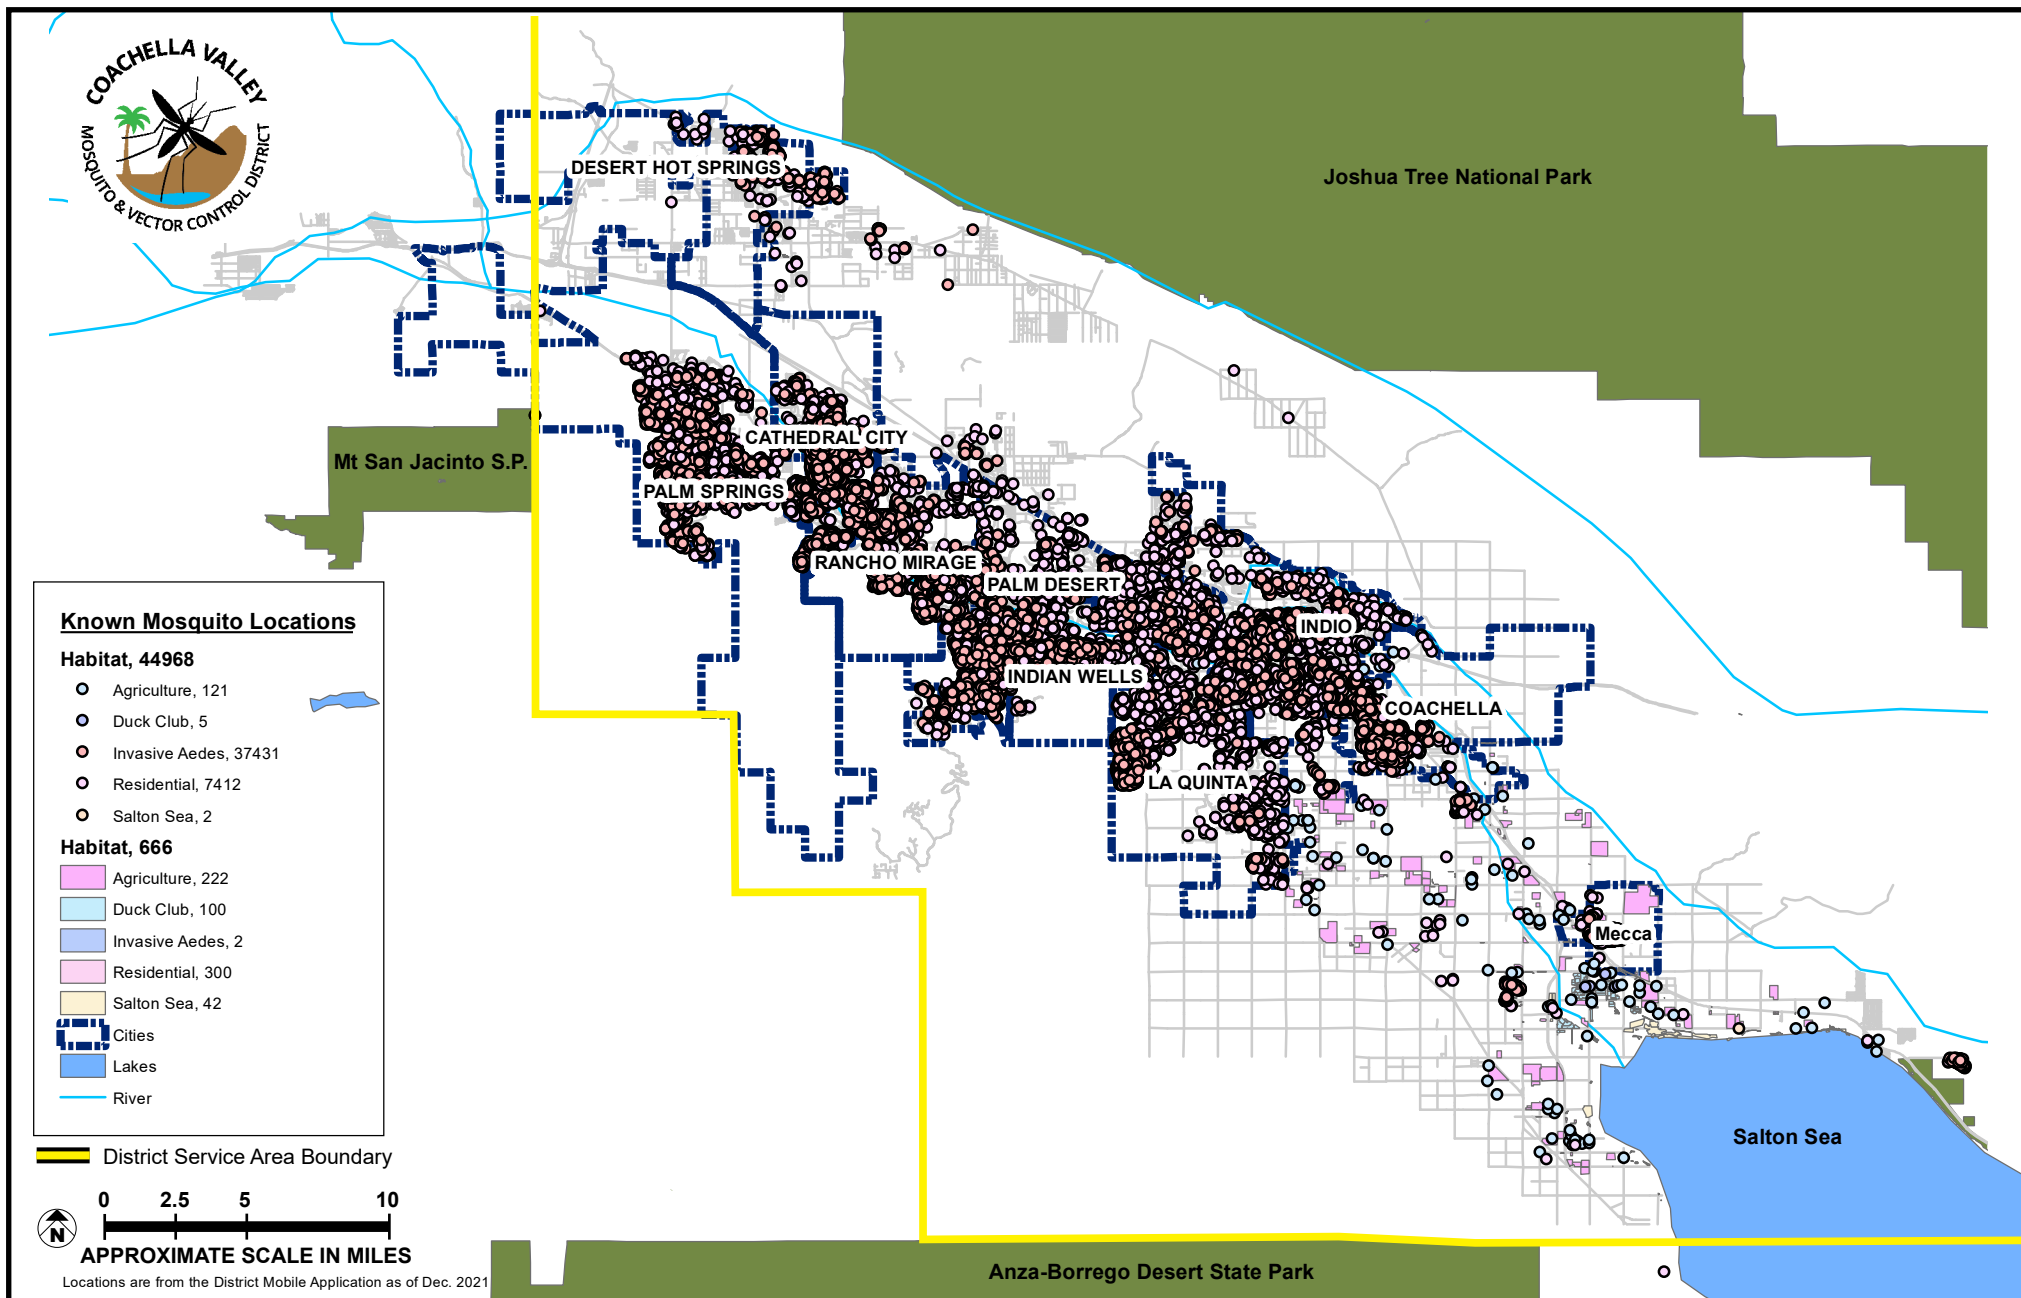 COACHELLA VALLEY
MOSQUITO & VECTOR CONTROL DISTRICT
DESERT HOT SPRINGS
Joshua Tree National Park
CATHEDRAL CITY
Mt San Jacinto S.P.
PALM SPRINGS
RANCHO MIRAGE
PALM DESERT
INDIO
INDIAN WELLS
COACHELLA
LA QUINTA
Mecca
Salton Sea
Anza-Borrego Desert State Park
Known Mosquito Locations
Habitat, 44968
Agriculture, 121
Duck Club, 5
Invasive Aedes, 37431
Residential, 7412
Salton Sea, 2
Habitat, 666
Agriculture, 222
Duck Club, 100
Invasive Aedes, 2
Residential, 300
Salton Sea, 42
Cities
Lakes
River
District Service Area Boundary
0 2.5 5 10
N
APPROXIMATE SCALE IN MILES
Locations are from the District Mobile Application as of Dec. 2021